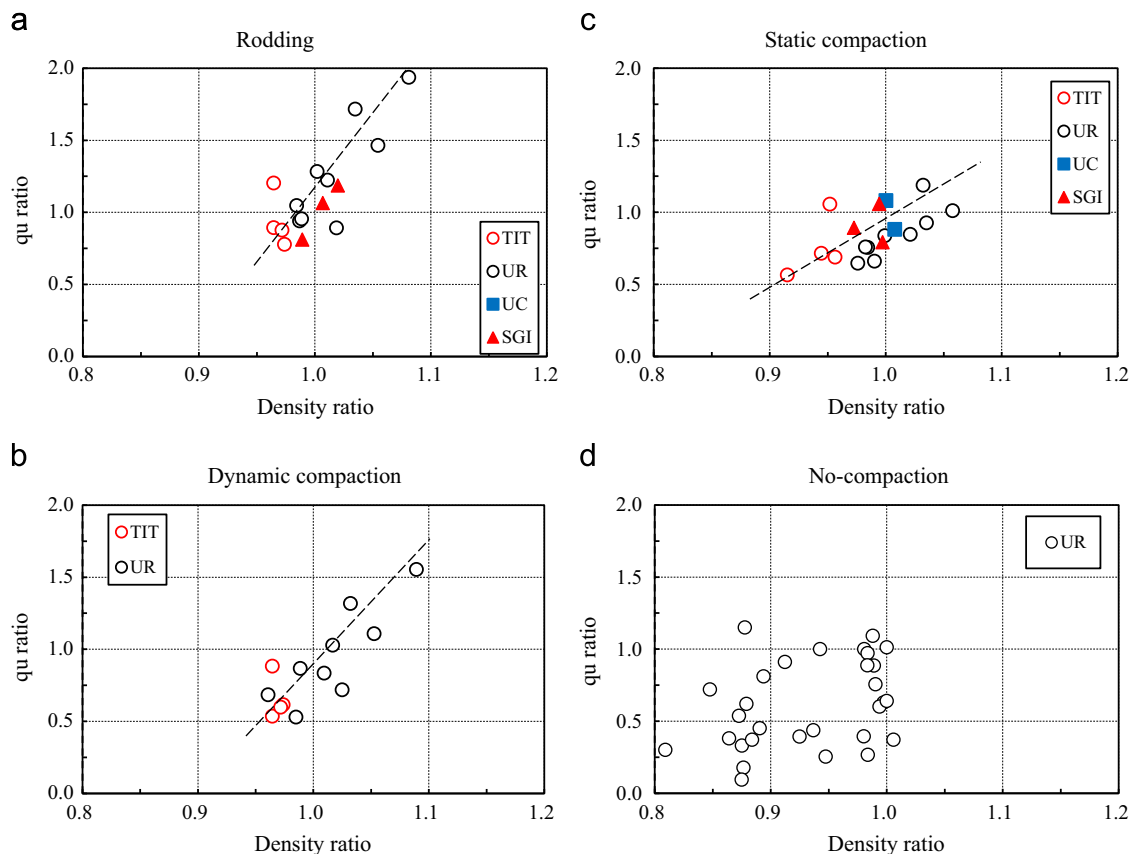 a
Rodding
2.0
1.5
1.0
0.5
0.0
qu ratio
TIT
UR
UC
SGI
0.8 0.9 1.0 1.1 1.2
Density ratio
c
Static compaction
2.0
1.5
1.0
0.5
0.0
qu ratio
TIT
UR
UC
SGI
0.8 0.9 1.0 1.1 1.2
Density ratio
b
Dynamic compaction
2.0
1.5
1.0
0.5
0.0
qu ratio
TIT
UR
0.8 0.9 1.0 1.1 1.2
Density ratio
d
No-compaction
2.0
1.5
1.0
0.5
0.0
qu ratio
UR
0.8 0.9 1.0 1.1 1.2
Density ratio